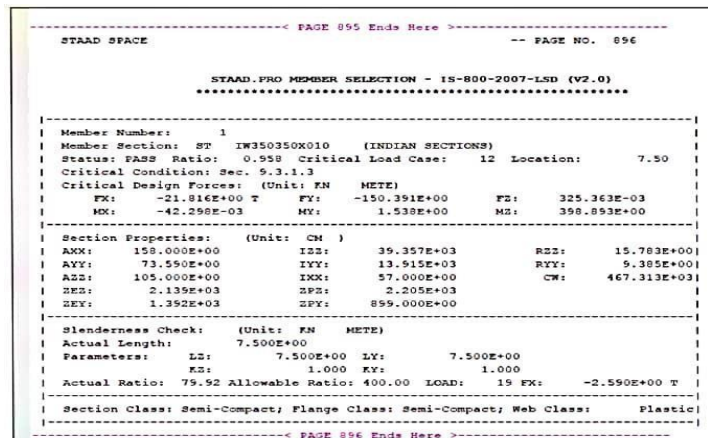 < PAGE 895 Ends Here >
STAAD SPACE -- PAGE NO. 896
STAAD.PRO MEMBER SELECTION - IS-800-2007-LSD (V2.0)
********************************************************
Member Number: 1
Member Section: ST IW350350X010 (INDIAN SECTIONS)
Status: PASS Ratio: 0.958 Critical Load Case: 12 Location: 7.50
Critical Condition: Sec. 9.3.1.3
Critical Design Forces: (Unit: KN METE)
FX: -21.816E+00 T FY: -150.391E+00 FZ: 325.363E-03
MX: -42.298E-03 MY: 1.538E+00 MZ: 398.893E+00
Section Properties: (Unit: CM )
AXX: 158.000E+00 IZZ: 39.357E+03 RZZ: 15.783E+00
AYY: 73.590E+00 IYY: 13.915E+03 RYY: 9.385E+00
AZZ: 105.000E+00 IXX: 57.000E+00 CW: 467.313E+03
ZEZ: 2.139E+03 ZPZ: 2.205E+03
ZEY: 1.392E+03 ZPY: 899.000E+00
Slenderness Check: (Unit: KN METE)
Actual Length: 7.500E+00
Parameters: LZ: 7.500E+00 LY: 7.500E+00
KZ: 1.000 KY: 1.000
Actual Ratio: 79.92 Allowable Ratio: 400.00 LOAD: 19 FX: -2.590E+00 T
Section Class: Semi-Compact; Flange Class: Semi-Compact; Web Class: Plastic
< PAGE 896 Ends Here >